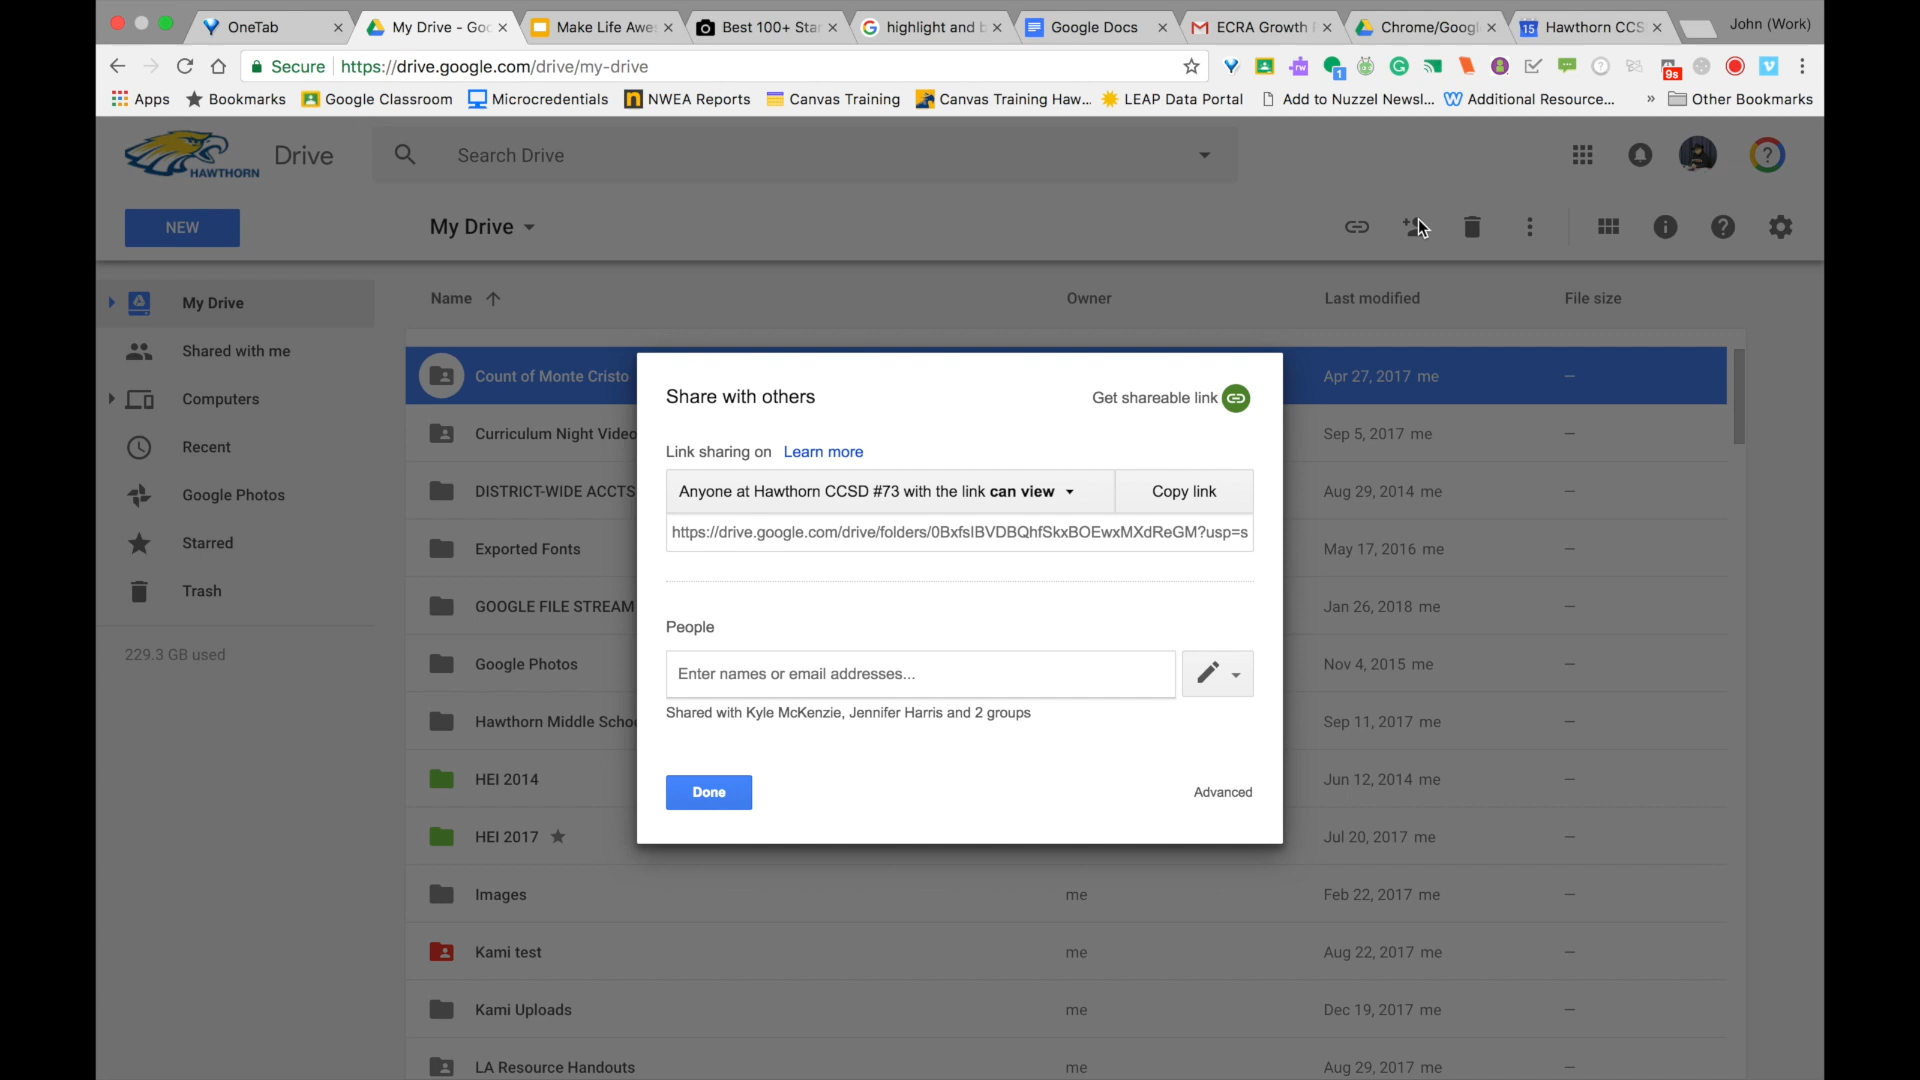 OneTab
My Drive - Goo
Make Life Awes
Best 100+ Star
highlight and b
Google Docs
ECRA Growth
Chrome/Googl
15
Hawthorn CCS
John (Work)
Secure
https://drive.google.com/drive/my-drive
rw
1
9s
Apps
Bookmarks
Google Classroom
Microcredentials
NWEA Reports
Canvas Training
Canvas Training Haw...
LEAP Data Portal
Add to Nuzzel Newsl...
Additional Resource...
»
Other Bookmarks
HAWTHORN
Drive
Search Drive
NEW
My Drive
My Drive
Shared with me
Computers
Recent
Google Photos
Starred
Trash
229.3 GB used
Name
Owner
Last modified
File size
Count of Monte Cristo
Apr 27, 2017 me
—
Curriculum Night Video
Sep 5, 2017 me
—
DISTRICT-WIDE ACCTS
Aug 29, 2014 me
—
Exported Fonts
May 17, 2016 me
—
GOOGLE FILE STREAM
Jan 26, 2018 me
—
Google Photos
Nov 4, 2015 me
—
Hawthorn Middle Schoo
Sep 11, 2017 me
—
HEI 2014
Jun 12, 2014 me
—
HEI 2017
Jul 20, 2017 me
—
Images
me
Feb 22, 2017 me
—
Kami test
me
Aug 22, 2017 me
—
Kami Uploads
me
Dec 19, 2017 me
—
LA Resource Handouts
me
Aug 29, 2017 me
—
Share with others
Get shareable link
Link sharing on Learn more
Anyone at Hawthorn CCSD #73 with the link can view
Copy link
https://drive.google.com/drive/folders/0BxfsIBVDBQhfSkxBOEwxMXdReGM?usp=s
People
Enter names or email addresses...
Shared with Kyle McKenzie, Jennifer Harris and 2 groups
Done
Advanced